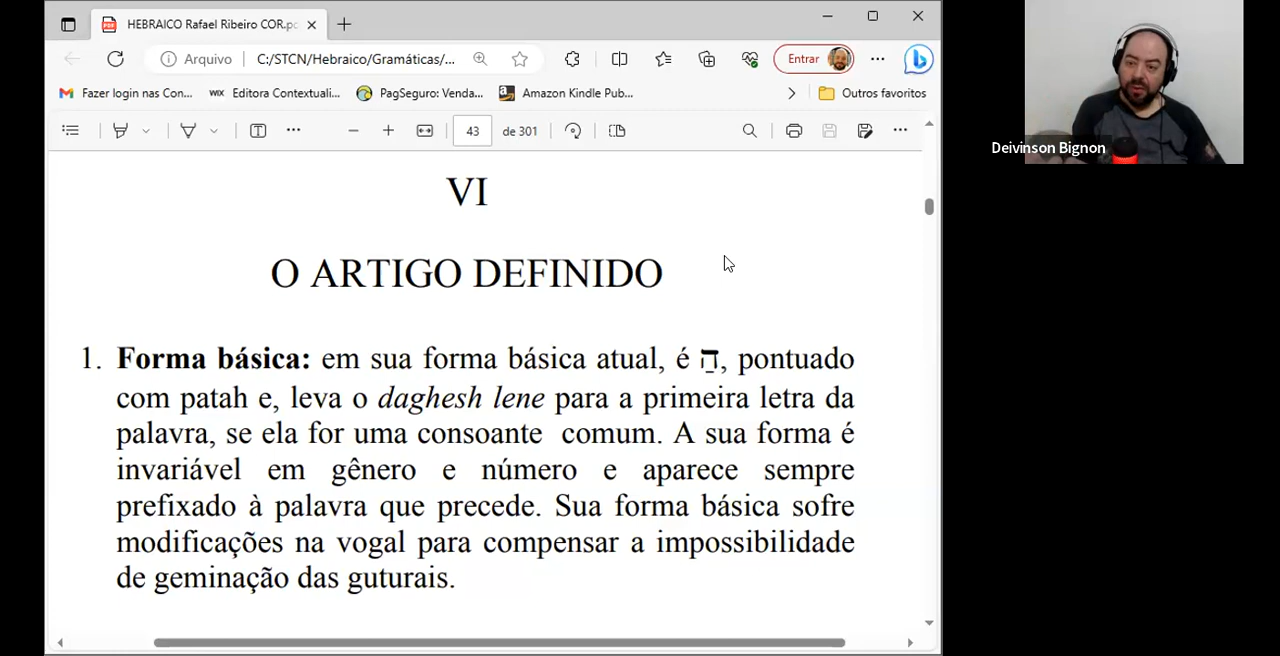 HEBRAICO Rafael Ribeiro COR.pc
Arquivo
C:/STCN/Hebraico/Gramáticas/...
Entrar
Fazer login nas Con...
WIX Editora Contextuali...
PagSeguro: Venda...
Amazon Kindle Pub...
Outros favoritos
43 de 301
Deivinson Bignon
VI
O ARTIGO DEFINIDO
1. Forma básica: em sua forma básica atual, é הַ, pontuado
com patah e, leva o daghesh lene para a primeira letra da
palavra, se ela for uma consoante comum. A sua forma é
invariável em gênero e número e aparece sempre
prefixado à palavra que precede. Sua forma básica sofre
modificações na vogal para compensar a impossibilidade
de geminação das guturais.